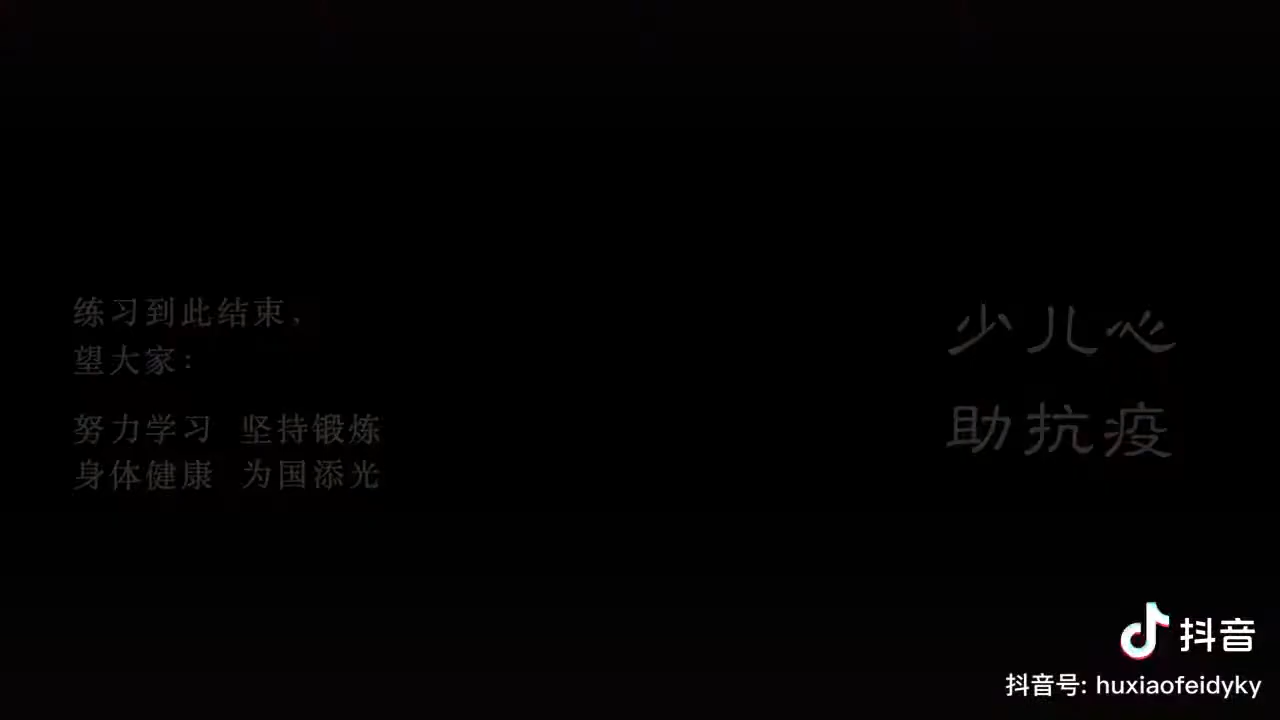 练习到此结束，
望大家：
努力学习 坚持锻炼
身体健康 为国添光
少儿心
助抗疫
抖音
抖音号: huxiaofeidyky